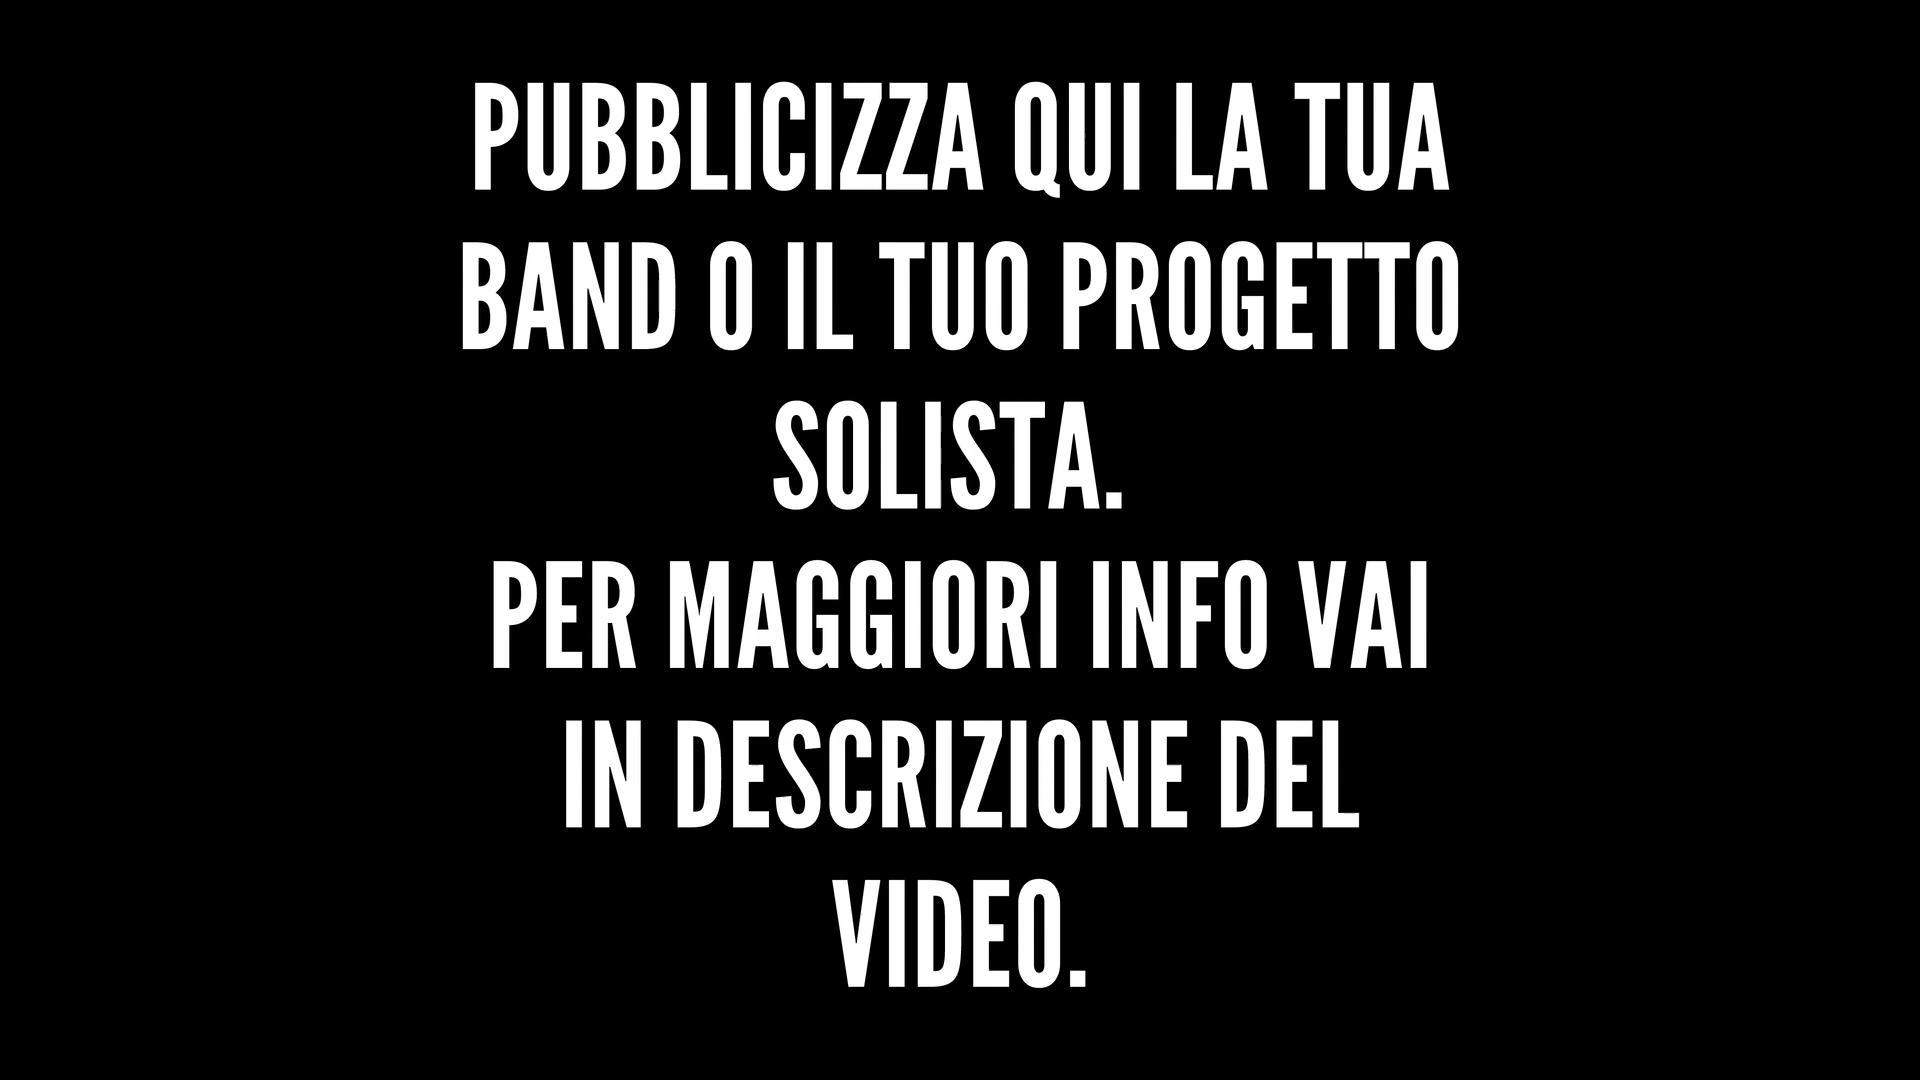 PUBBLICIZZA QUI LA TUA
BAND O IL TUO PROGETTO
SOLISTA.
PER MAGGIORI INFO VAI
IN DESCRIZIONE DEL
VIDEO.